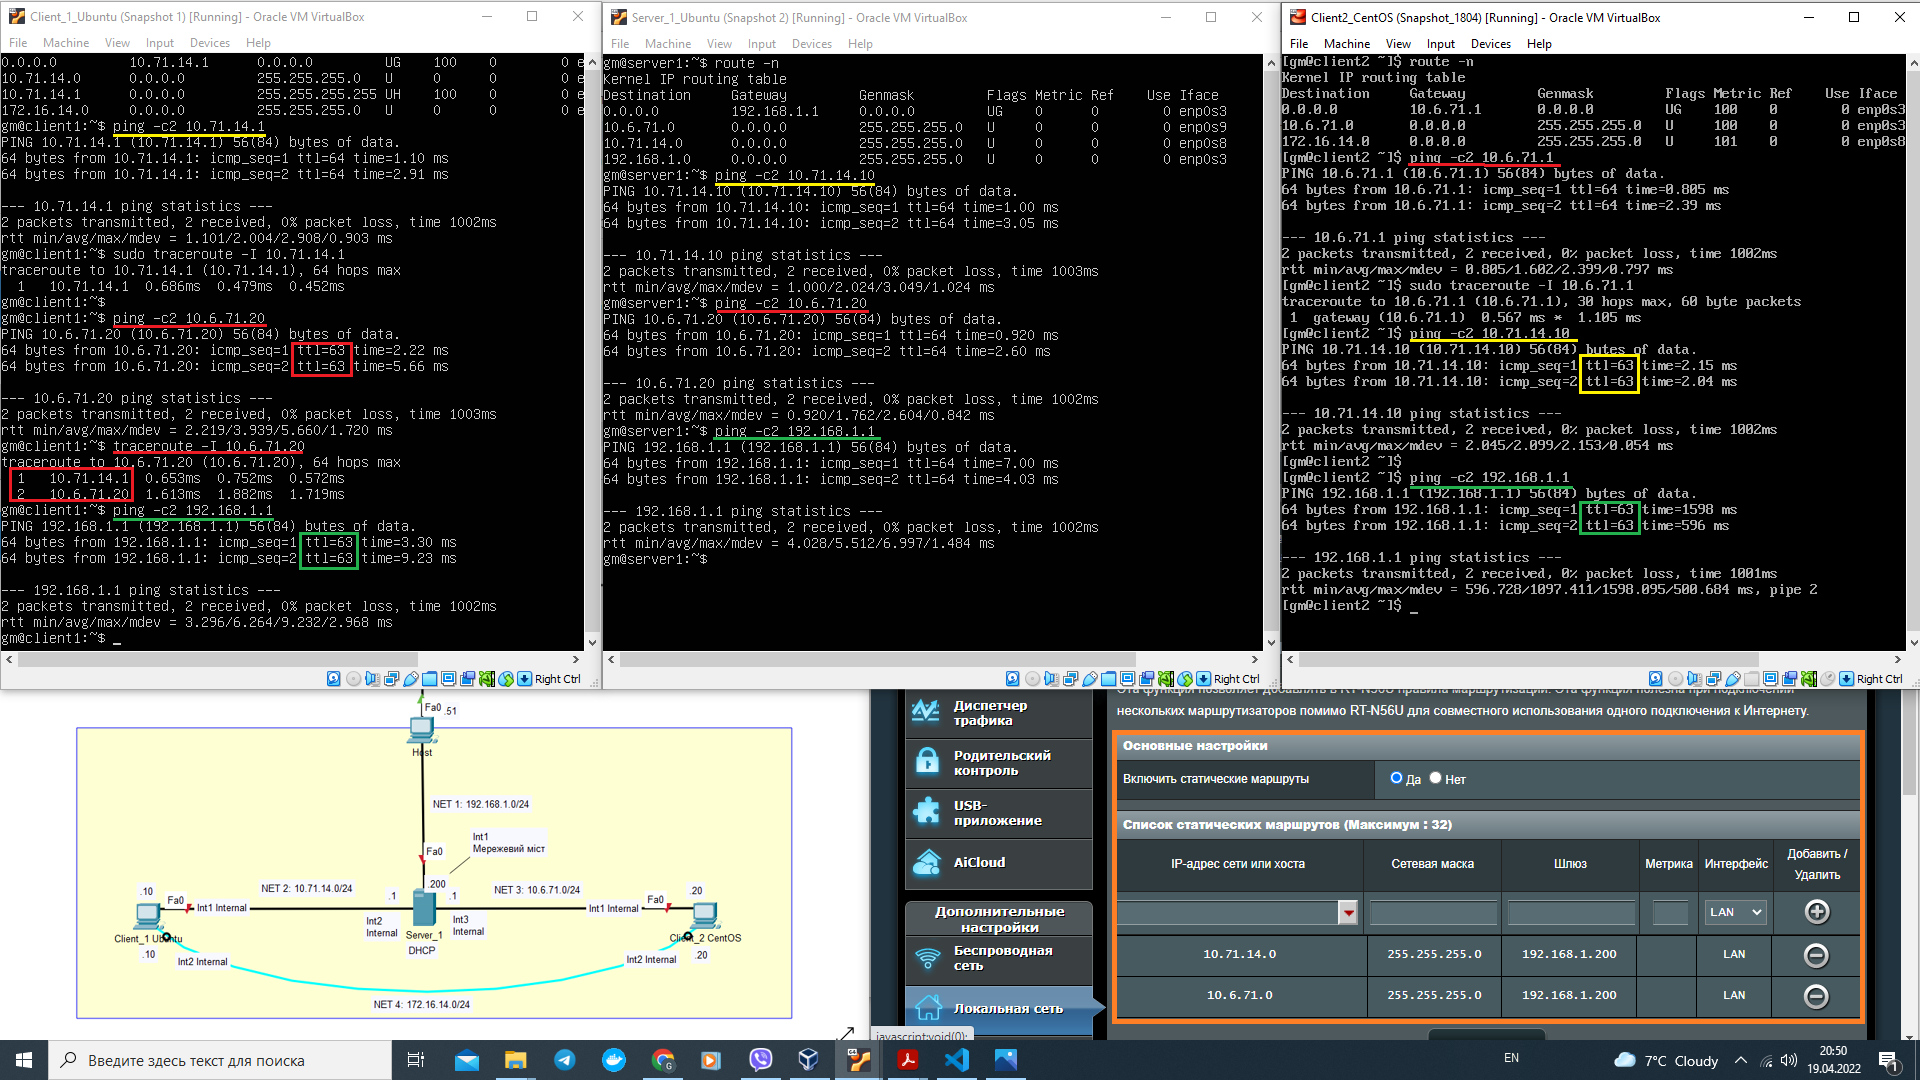 Client_1_Ubuntu (Snapshot 1) [Running] - Oracle VM VirtualBox
File Machine View Input Devices Help
0.0.0.0 10.71.14.1 0.0.0.0 UG 100 0 0 e
10.71.14.0 0.0.0.0 255.255.255.0 U 0 0 0 e
10.71.14.1 0.0.0.0 255.255.255.255 UH 100 0 0 e
172.16.14.0 0.0.0.0 255.255.255.0 U 0 0 0 e
gm@client1:~$ ping -c2 10.71.14.1
PING 10.71.14.1 (10.71.14.1) 56(84) bytes of data.
64 bytes from 10.71.14.1: icmp_seq=1 ttl=64 time=1.10 ms
64 bytes from 10.71.14.1: icmp_seq=2 ttl=64 time=2.91 ms
--- 10.71.14.1 ping statistics ---
2 packets transmitted, 2 received, 0% packet loss, time 1002ms
rtt min/avg/max/mdev = 1.101/2.004/2.908/0.903 ms
gm@client1:~$ sudo traceroute -I 10.71.14.1
traceroute to 10.71.14.1 (10.71.14.1), 64 hops max
1 10.71.14.1 0.686ms 0.479ms 0.452ms
gm@client1:~$
gm@client1:~$ ping -c2 10.6.71.20
PING 10.6.71.20 (10.6.71.20) 56(84) bytes of data.
64 bytes from 10.6.71.20: icmp_seq=1 ttl=63 time=2.22 ms
64 bytes from 10.6.71.20: icmp_seq=2 ttl=63 time=5.66 ms
--- 10.6.71.20 ping statistics ---
2 packets transmitted, 2 received, 0% packet loss, time 1003ms
rtt min/avg/max/mdev = 2.219/3.939/5.660/1.720 ms
gm@client1:~$ traceroute -I 10.6.71.20
traceroute to 10.6.71.20 (10.6.71.20), 64 hops max
1 10.71.14.1 0.653ms 0.752ms 0.572ms
2 10.6.71.20 1.613ms 1.882ms 1.719ms
gm@client1:~$ ping -c2 192.168.1.1
PING 192.168.1.1 (192.168.1.1) 56(84) bytes of data.
64 bytes from 192.168.1.1: icmp_seq=1 ttl=63 time=3.30 ms
64 bytes from 192.168.1.1: icmp_seq=2 ttl=63 time=9.23 ms
--- 192.168.1.1 ping statistics ---
2 packets transmitted, 2 received, 0% packet loss, time 1002ms
rtt min/avg/max/mdev = 3.296/6.264/9.232/2.968 ms
gm@client1:~$ _
Right Ctrl
Server_1_Ubuntu (Snapshot 2) [Running] - Oracle VM VirtualBox
File Machine View Input Devices Help
gm@server1:~$ route -n
Kernel IP routing table
Destination Gateway Genmask Flags Metric Ref Use Iface
0.0.0.0 192.168.1.1 0.0.0.0 UG 0 0 0 enp0s3
10.6.71.0 0.0.0.0 255.255.255.0 U 0 0 0 enp0s9
10.71.14.0 0.0.0.0 255.255.255.0 U 0 0 0 enp0s8
192.168.1.0 0.0.0.0 255.255.255.0 U 0 0 0 enp0s3
gm@server1:~$ ping -c2 10.71.14.10
PING 10.71.14.10 (10.71.14.10) 56(84) bytes of data.
64 bytes from 10.71.14.10: icmp_seq=1 ttl=64 time=1.00 ms
64 bytes from 10.71.14.10: icmp_seq=2 ttl=64 time=3.05 ms
--- 10.71.14.10 ping statistics ---
2 packets transmitted, 2 received, 0% packet loss, time 1003ms
rtt min/avg/max/mdev = 1.000/2.024/3.049/1.024 ms
gm@server1:~$ ping -c2 10.6.71.20
PING 10.6.71.20 (10.6.71.20) 56(84) bytes of data.
64 bytes from 10.6.71.20: icmp_seq=1 ttl=64 time=0.920 ms
64 bytes from 10.6.71.20: icmp_seq=2 ttl=64 time=2.60 ms
--- 10.6.71.20 ping statistics ---
2 packets transmitted, 2 received, 0% packet loss, time 1002ms
rtt min/avg/max/mdev = 0.920/1.762/2.604/0.842 ms
gm@server1:~$ ping -c2 192.168.1.1
PING 192.168.1.1 (192.168.1.1) 56(84) bytes of data.
64 bytes from 192.168.1.1: icmp_seq=1 ttl=64 time=7.00 ms
64 bytes from 192.168.1.1: icmp_seq=2 ttl=64 time=4.03 ms
--- 192.168.1.1 ping statistics ---
2 packets transmitted, 2 received, 0% packet loss, time 1002ms
rtt min/avg/max/mdev = 4.028/5.512/6.997/1.484 ms
gm@server1:~$
Right Ctrl
Client2_CentOS (Snapshot_1804) [Running] - Oracle VM VirtualBox
File Machine View Input Devices Help
[gm@client2 ~]$ route -n
Kernel IP routing table
Destination Gateway Genmask Flags Metric Ref Use Iface
0.0.0.0 10.6.71.1 0.0.0.0 UG 100 0 0 enp0s3
10.6.71.0 0.0.0.0 255.255.255.0 U 100 0 0 enp0s3
172.16.14.0 0.0.0.0 255.255.255.0 U 101 0 0 enp0s8
[gm@client2 ~]$ ping -c2 10.6.71.1
PING 10.6.71.1 (10.6.71.1) 56(84) bytes of data.
64 bytes from 10.6.71.1: icmp_seq=1 ttl=64 time=0.805 ms
64 bytes from 10.6.71.1: icmp_seq=2 ttl=64 time=2.39 ms
--- 10.6.71.1 ping statistics ---
2 packets transmitted, 2 received, 0% packet loss, time 1002ms
rtt min/avg/max/mdev = 0.805/1.602/2.399/0.797 ms
[gm@client2 ~]$ sudo traceroute -I 10.6.71.1
traceroute to 10.6.71.1 (10.6.71.1), 30 hops max, 60 byte packets
1 gateway (10.6.71.1) 0.567 ms * 1.105 ms
[gm@client2 ~]$ ping -c2 10.71.14.10
PING 10.71.14.10 (10.71.14.10) 56(84) bytes of data.
64 bytes from 10.71.14.10: icmp_seq=1 ttl=63 time=2.15 ms
64 bytes from 10.71.14.10: icmp_seq=2 ttl=63 time=2.04 ms
--- 10.71.14.10 ping statistics ---
2 packets transmitted, 2 received, 0% packet loss, time 1002ms
rtt min/avg/max/mdev = 2.045/2.099/2.153/0.054 ms
[gm@client2 ~]$
[gm@client2 ~]$ ping -c2 192.168.1.1
PING 192.168.1.1 (192.168.1.1) 56(84) bytes of data.
64 bytes from 192.168.1.1: icmp_seq=1 ttl=63 time=1598 ms
64 bytes from 192.168.1.1: icmp_seq=2 ttl=63 time=596 ms
--- 192.168.1.1 ping statistics ---
2 packets transmitted, 2 received, 0% packet loss, time 1001ms
rtt min/avg/max/mdev = 596.728/1097.411/1598.095/500.684 ms, pipe 2
[gm@client2 ~]$ _
Right Ctrl
Fa0 .51
Host
NET 1: 192.168.1.0/24
Int1
Мережевий міст
Fa0
.200
.10
Fa0
Int1 Internal
NET 2: 10.71.14.0/24
.1
.1
NET 3: 10.6.71.0/24
Int1 Internal
Fa0
.20
Int2
Internal
Int3
Internal
Client_1 Ubuntu
Server_1
DHCP
Client_2 CentOS
.10
Int2 Internal
Int2 Internal
.20
NET 4: 172.16.14.0/24
Диспетчер
трафика
Родительский
контроль
USB-
приложение
AiCloud
Дополнительные
настройки
Беспроводная
сеть
Локальная сеть
javascript:void(0);
Эта функция позволяет добавлять в RT-N56U правила маршрутизации. Эта функция полезна при подключении
нескольких маршрутизаторов помимо RT-N56U для совместного использования одного подключения к Интернету.
Основные настройки
Включить статические маршруты Да Нет
Список статических маршрутов (Максимум : 32)
IP-адрес сети или хоста Сетевая маска Шлюз Метрика Интерфейс Добавить /
Удалить
LAN
10.71.14.0 255.255.255.0 192.168.1.200 LAN
10.6.71.0 255.255.255.0 192.168.1.200 LAN
Введите здесь текст для поиска
EN
7°C Cloudy
20:50
19.04.2022
1